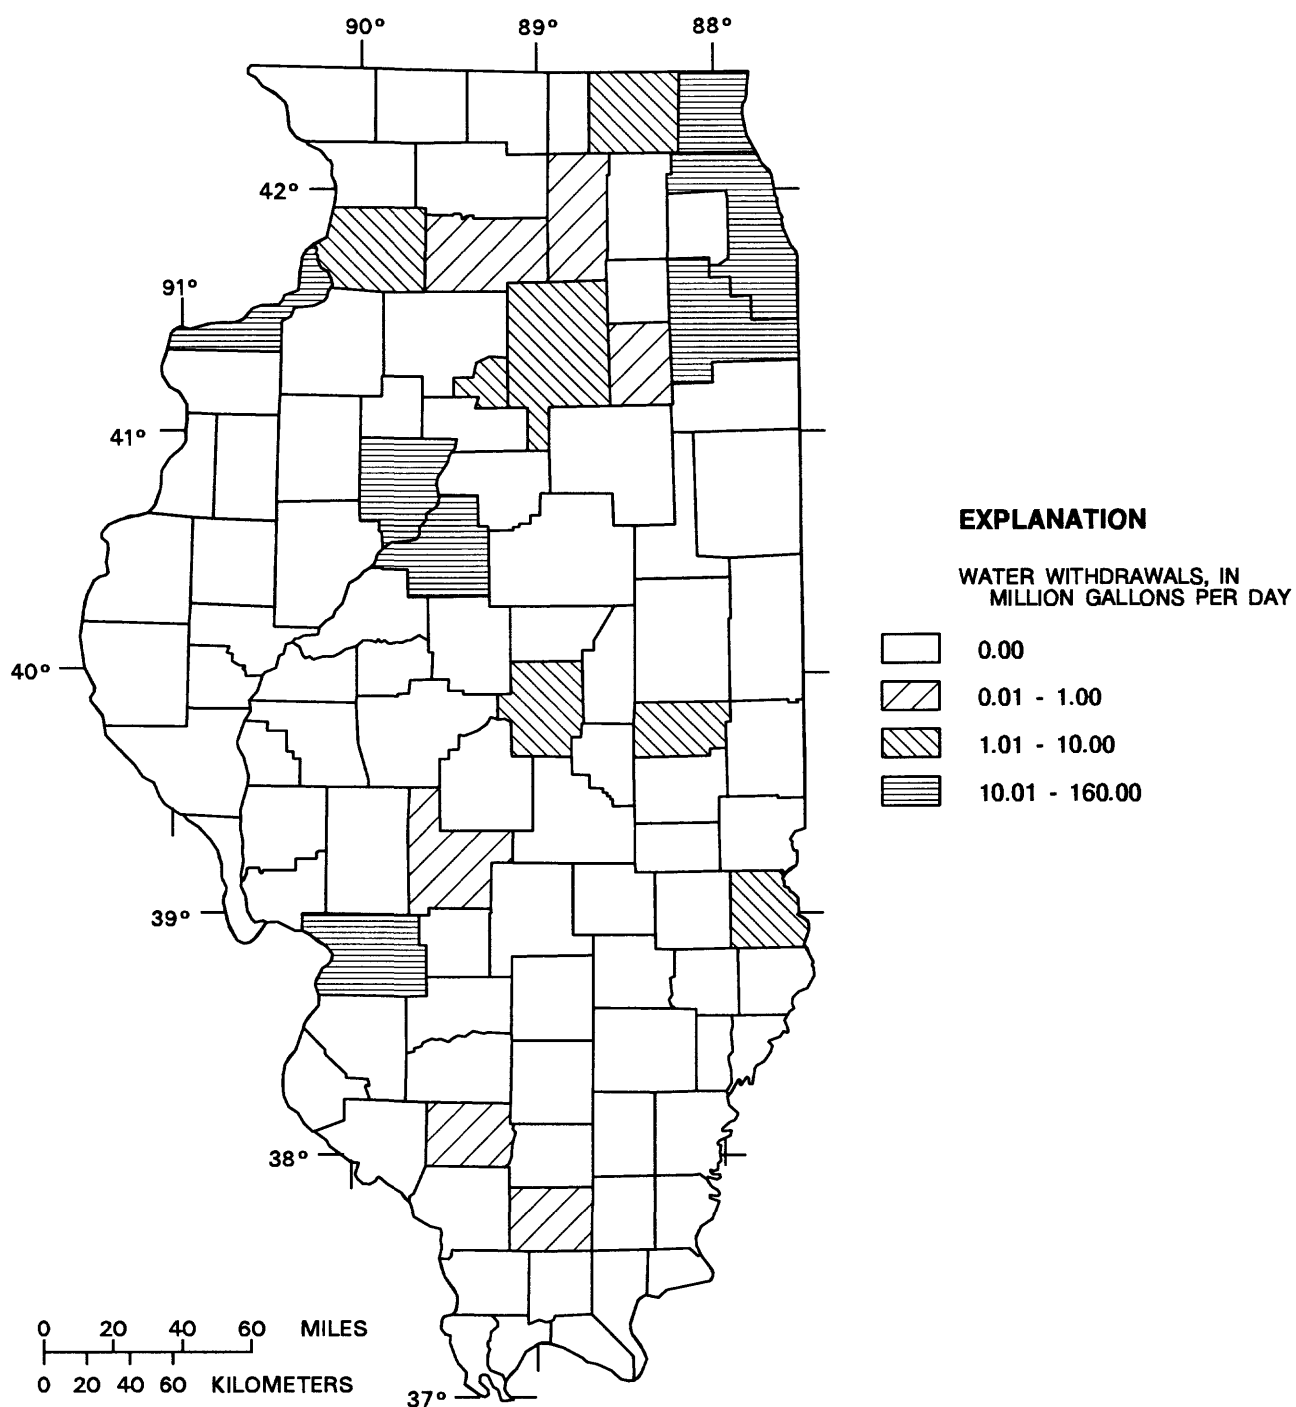 90° 89° 88°
42°
91°
41°
EXPLANATION
WATER WITHDRAWALS, IN
MILLION GALLONS PER DAY
0.00
40°
0.01 - 1.00
1.01 - 10.00
10.01 - 160.00
39°
38°
0 20 40 60 MILES
0 20 40 60 KILOMETERS
37°